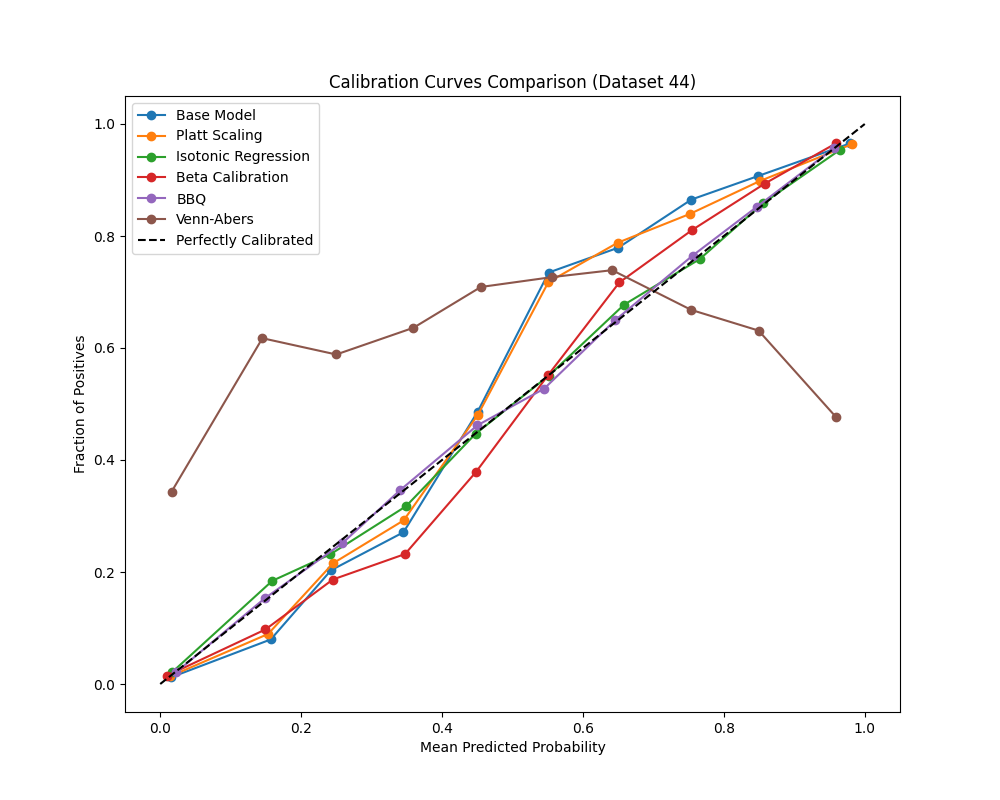 Calibration Curves Comparison (Dataset 44)
Base Model
Platt Scaling
Isotonic Regression
Beta Calibration
BBQ
Venn-Abers
Perfectly Calibrated
1.0
0.8
0.6
0.4
0.2
0.0
Fraction of Positives
0.0 0.2 0.4 0.6 0.8 1.0
Mean Predicted Probability